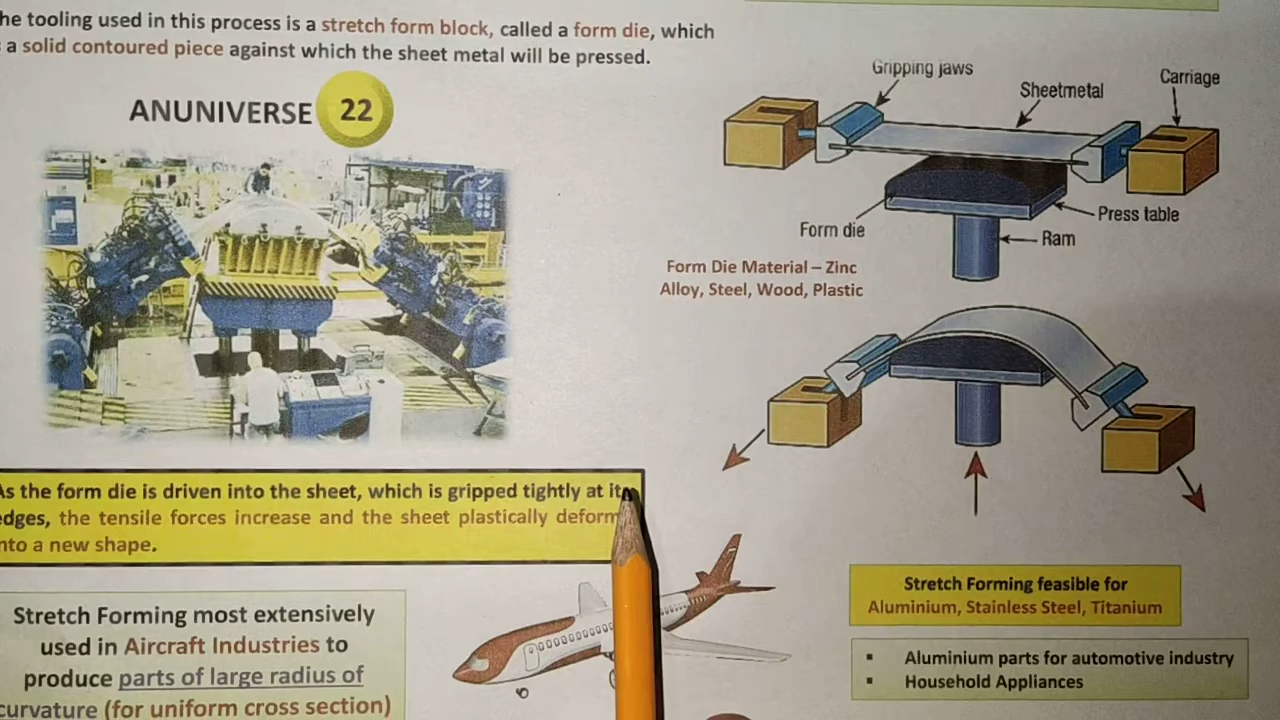 he tooling used in this process is a stretch form block, called a form die, which
a solid contoured piece against which the sheet metal will be pressed.
ANUNIVERSE 22
Gripping jaws
Sheetmetal
Carriage
Form die
Press table
Ram
Form Die Material – Zinc
Alloy, Steel, Wood, Plastic
As the form die is driven into the sheet, which is gripped tightly at its
edges, the tensile forces increase and the sheet plastically deform
nto a new shape.
Stretch Forming most extensively
used in Aircraft Industries to
produce parts of large radius of
curvature (for uniform cross section)
Stretch Forming feasible for
Aluminium, Stainless Steel, Titanium
▪ Aluminium parts for automotive industry
▪ Household Appliances